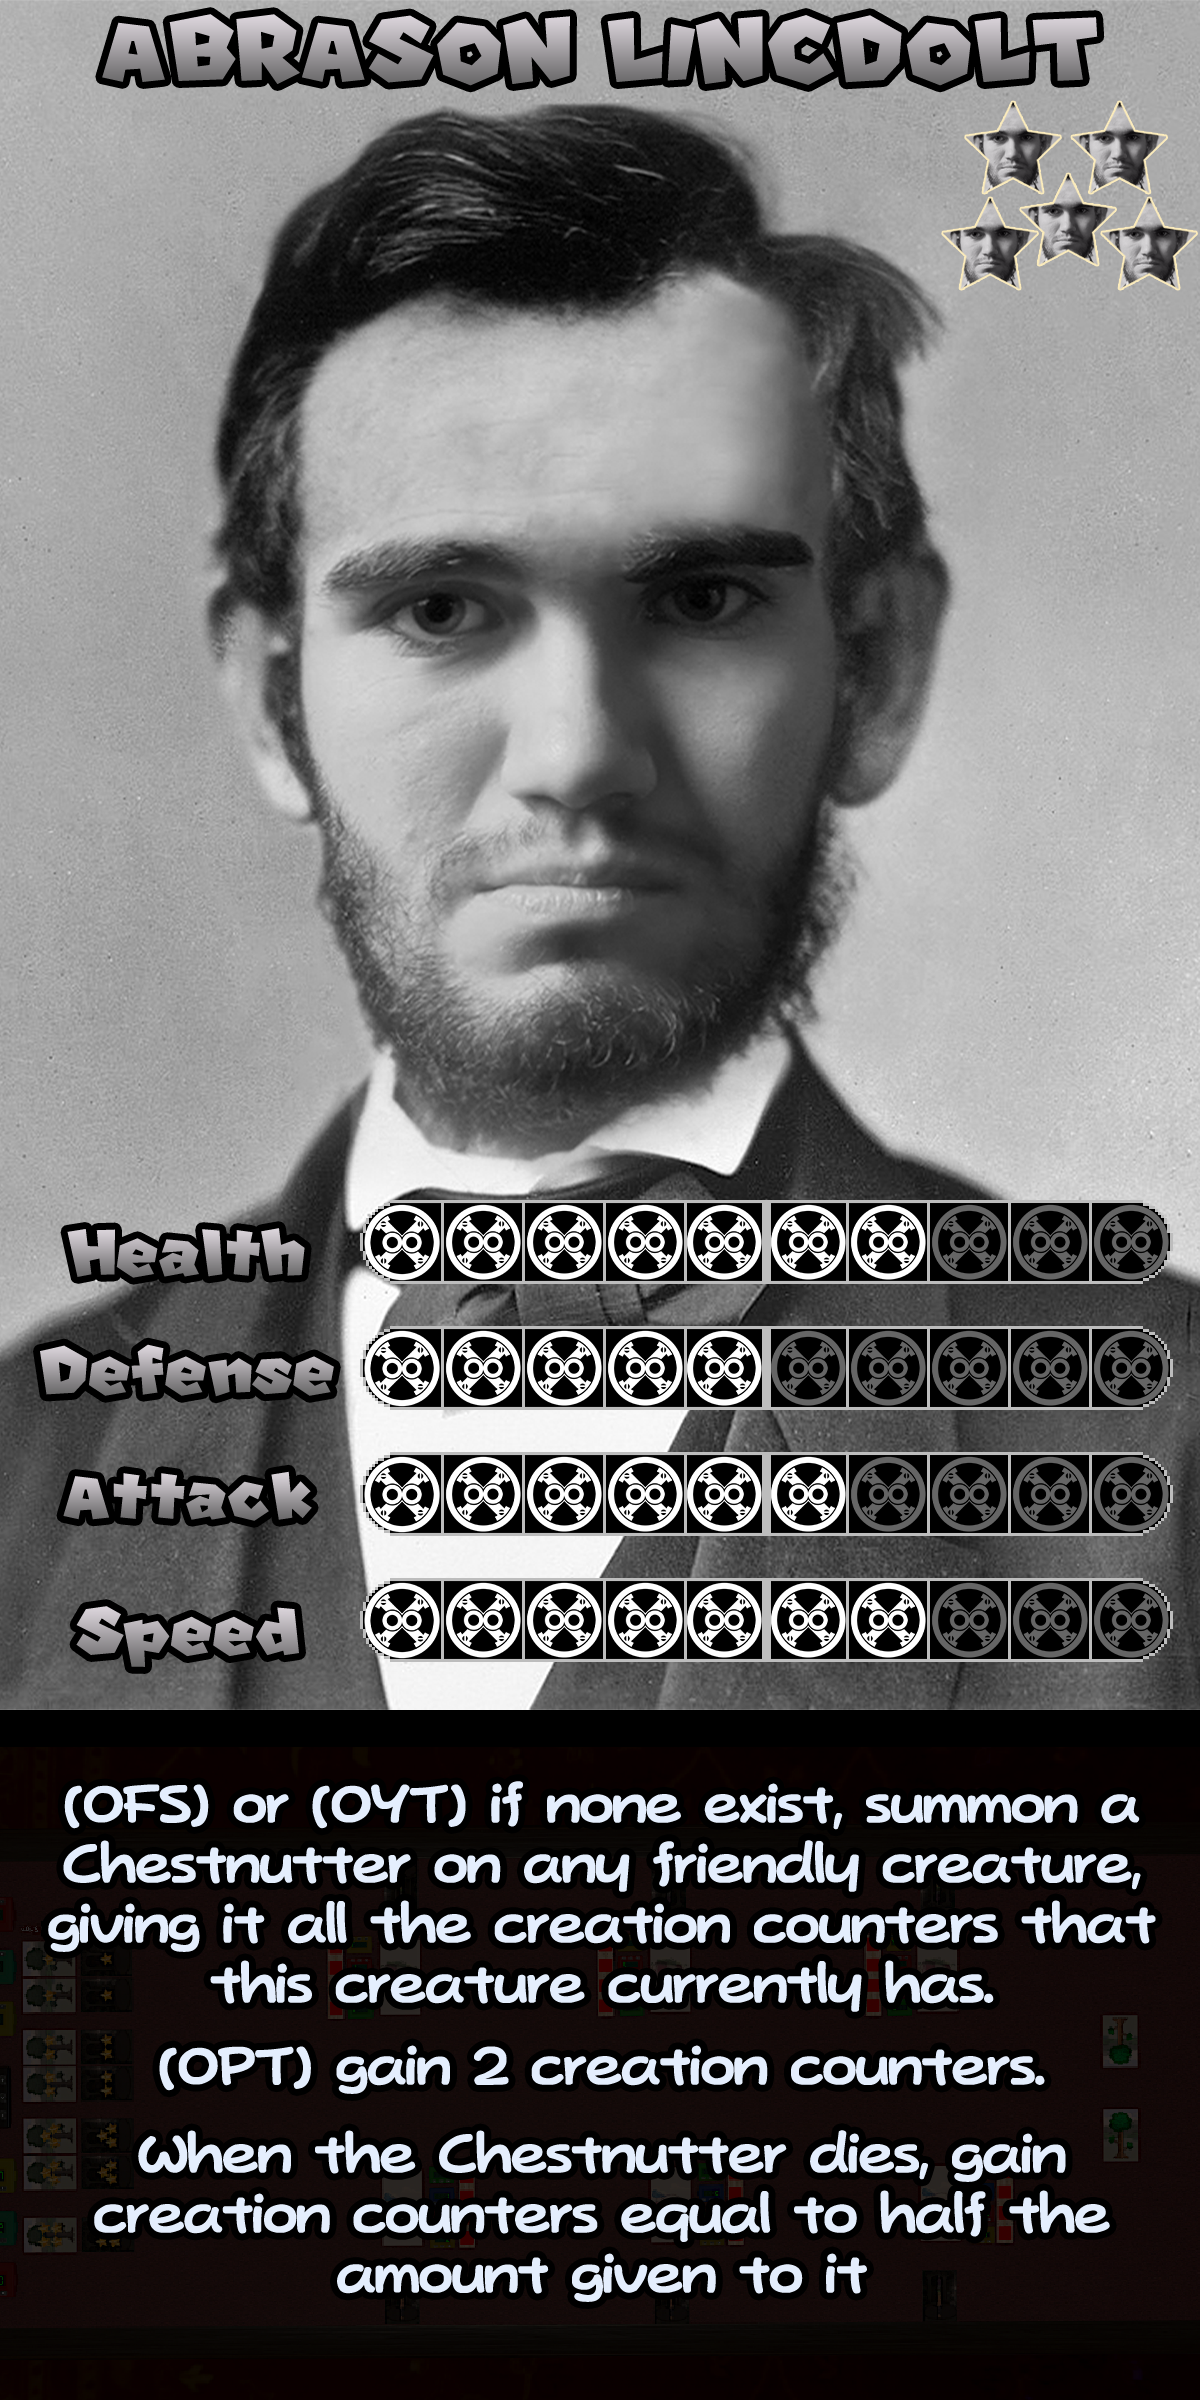 ABRASON LINCDOLT
Health
Defense
Attack
Speed
(OFS) or (OYT) if none exist, summon a
Chestnutter on any friendly creature,
giving it all the creation counters that
this creature currently has.
(OPT) gain 2 creation counters.
When the Chestnutter dies, gain
creation counters equal to half the
amount given to it